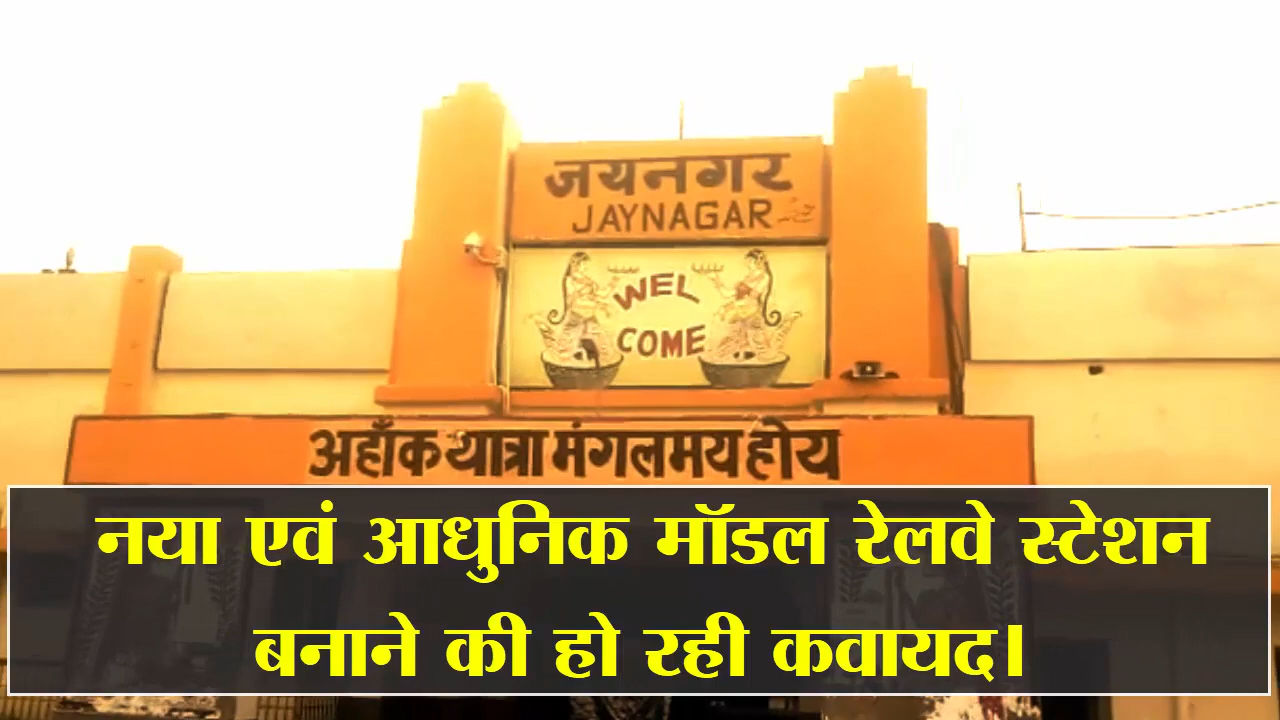 जयनगर
JAYNAGAR
WEL
COME
अहाँक यात्रा मंगलमय होय
नया एवं आधुनिक मॉडल रेलवे स्टेशन
बनाने की हो रही कवायद।